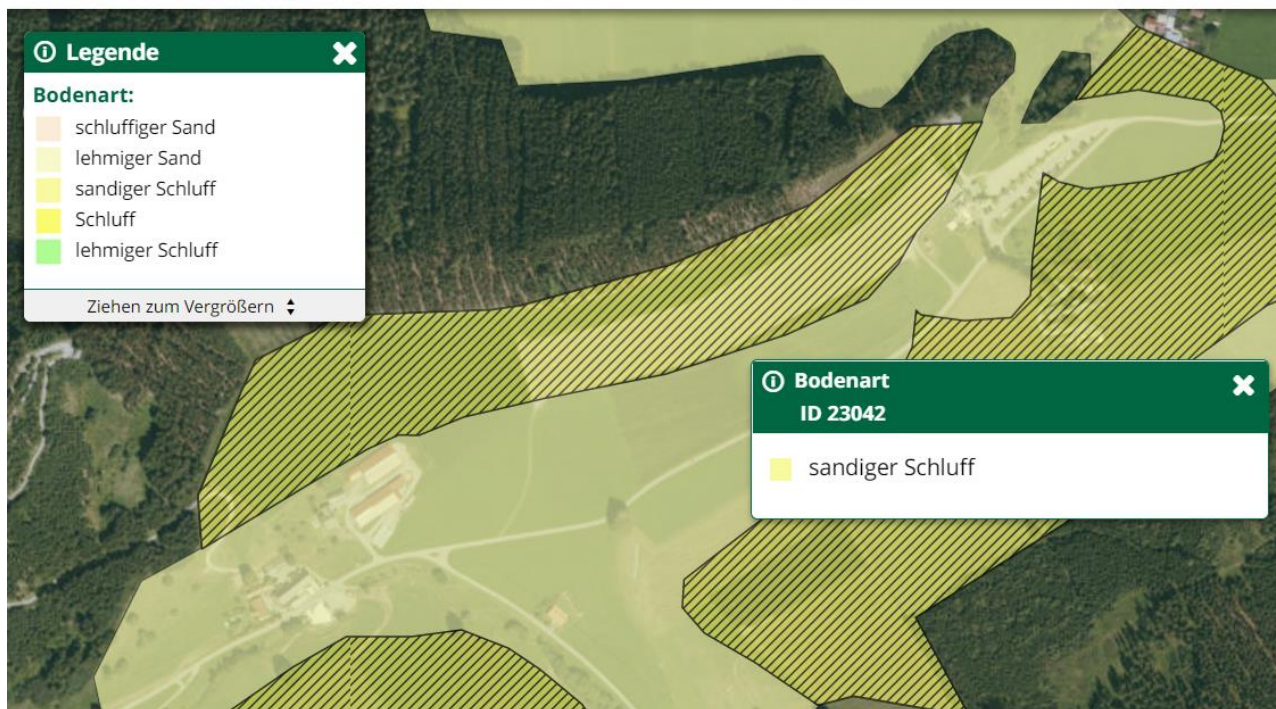 Legende
Bodenart:
schluffiger Sand
lehmiger Sand
sandiger Schluff
Schluff
lehmiger Schluff
Ziehen zum Vergrößern
Bodenart
ID 23042
sandiger Schluff